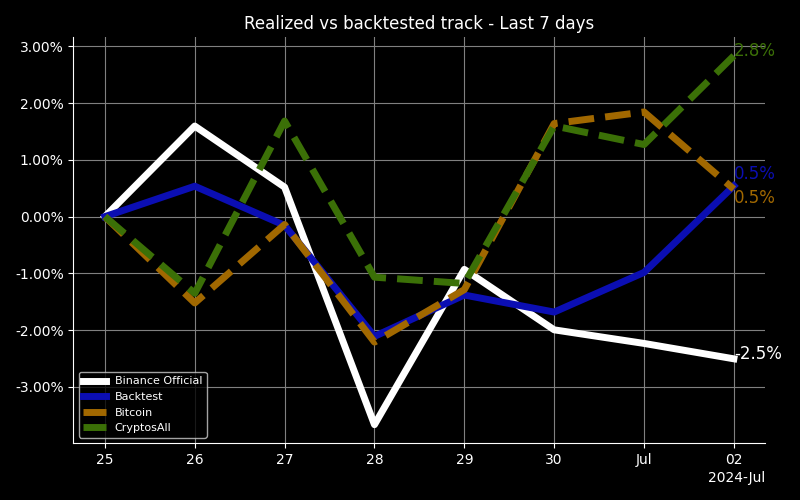 Realized vs backtested track - Last 7 days
3.00%
2.00%
1.00%
0.00%
-1.00%
-2.00%
-3.00%
2.8%
0.5%
0.5%
-2.5%
Binance Official
Backtest
Bitcoin
CryptosAll
25 26 27 28 29 30 Jul 02
2024-Jul